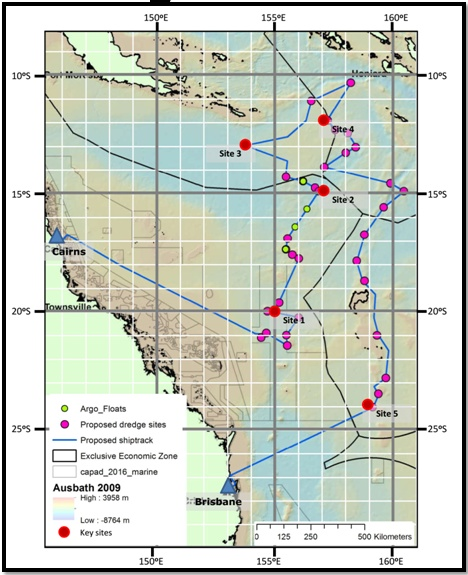 150°E 155°E 160°E
10°S 10°S
Port Moresby Honiara
Site 4
Site 3
15°S 15°S
Site 2
Cairns
Townsville
20°S 20°S
Site 1
Site 5
25°S 25°S
Argo_Floats
Proposed dredge sites
Proposed shiptrack
Exclusive Economic Zone
capad_2016_marine
Ausbath 2009
High : 3958 m
Low : -8764 m
Key sites
Brisbane
0 125 250 500 Kilometers
150°E 155°E 160°E